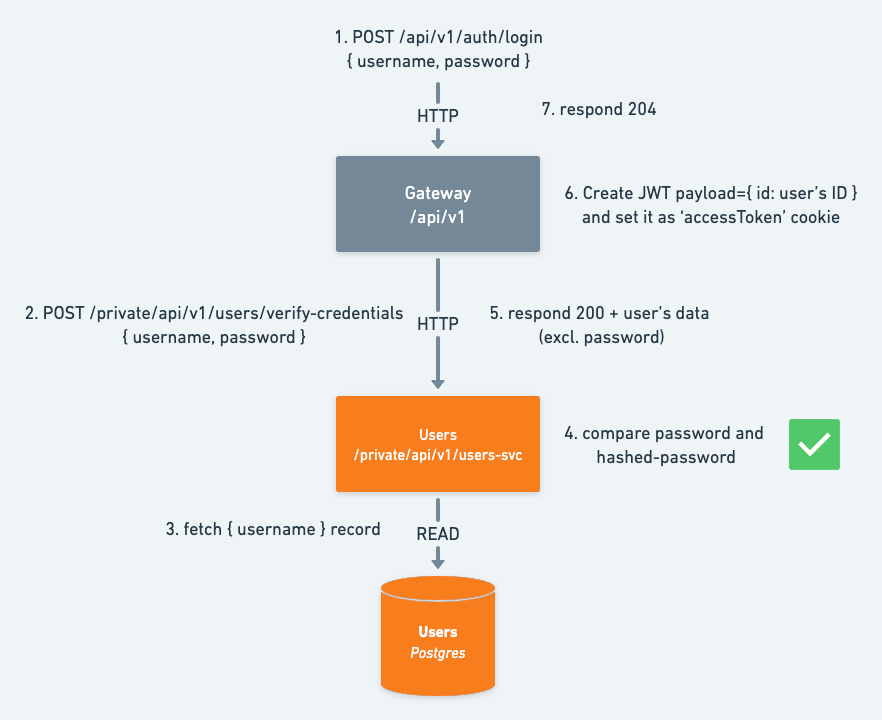 1. POST /api/v1/auth/login
{ username, password }
HTTP
7. respond 204
Gateway
/api/v1
6. Create JWT payload={ id: user’s ID }
and set it as ‘accessToken’ cookie
2. POST /private/api/v1/users/verify-credentials
{ username, password }
HTTP
5. respond 200 + user’s data
(excl. password)
Users
/private/api/v1/users-svc
4. compare password and
hashed-password
3. fetch { username } record
READ
Users
Postgres